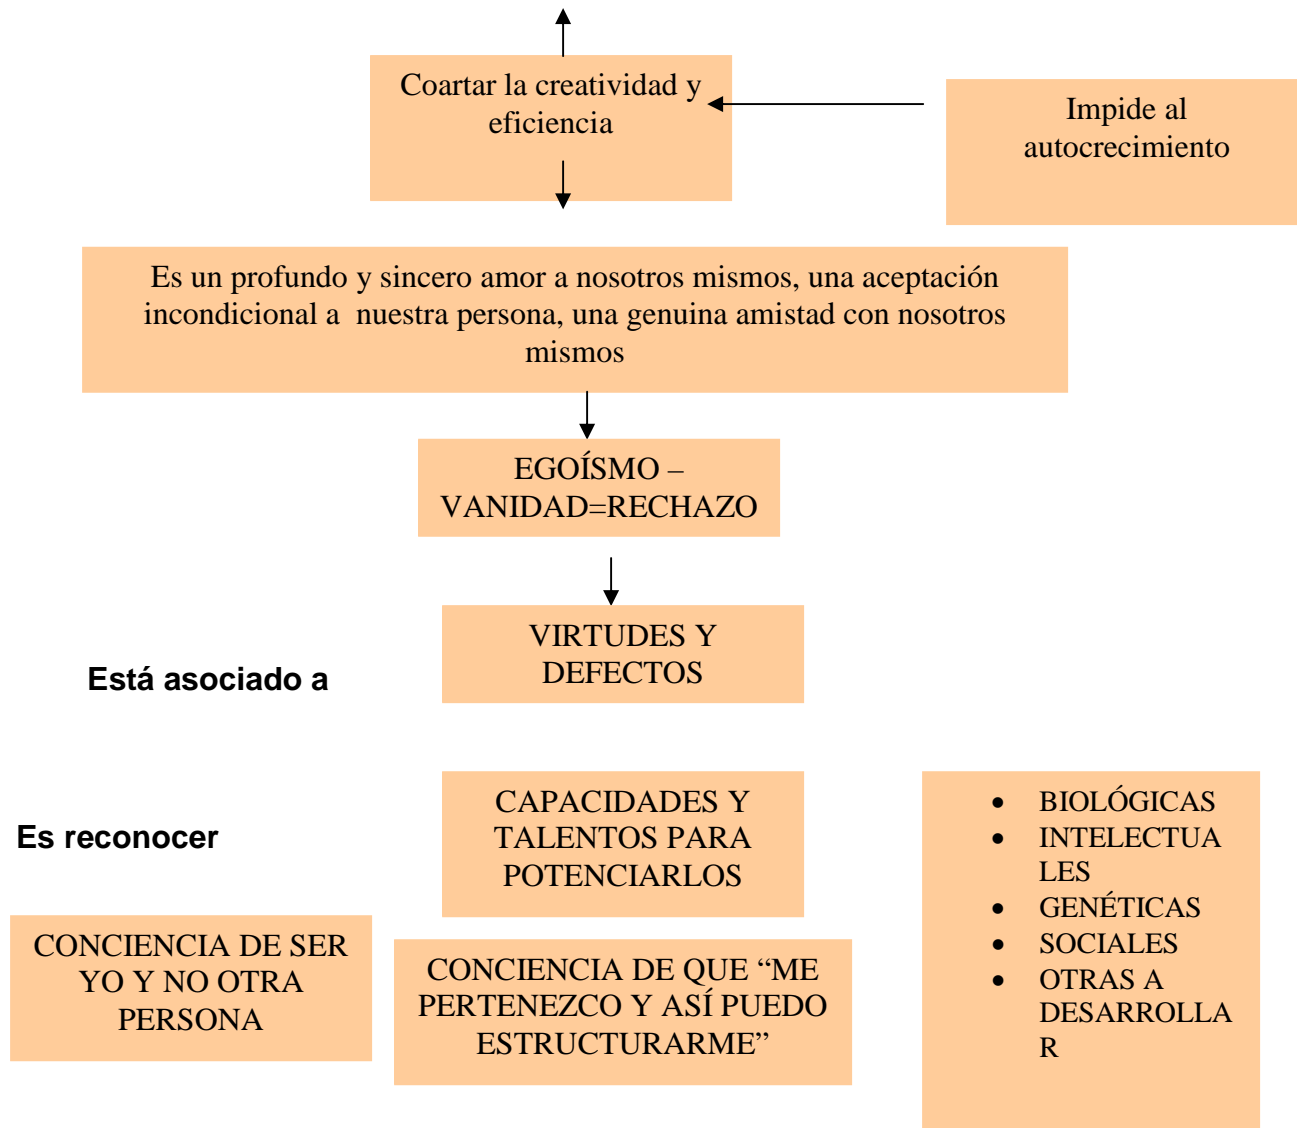 Coartar la creatividad y
eficiencia
Impide al
autocrecimiento
Es un profundo y sincero amor a nosotros mismos, una aceptación
incondicional a  nuestra persona, una genuina amistad con nosotros
mismos
EGOÍSMO –
VANIDAD=RECHAZO
VIRTUDES Y
DEFECTOS
Está asociado a
CAPACIDADES Y
TALENTOS PARA
POTENCIARLOS
Es reconocer
• BIOLÓGICAS
• INTELECTUA
LES
• GENÉTICAS
• SOCIALES
• OTRAS A
DESARROLLA
R
CONCIENCIA DE SER
YO Y NO OTRA
PERSONA
CONCIENCIA DE QUE “ME
PERTENEZCO Y ASÍ PUEDO
ESTRUCTURARME”